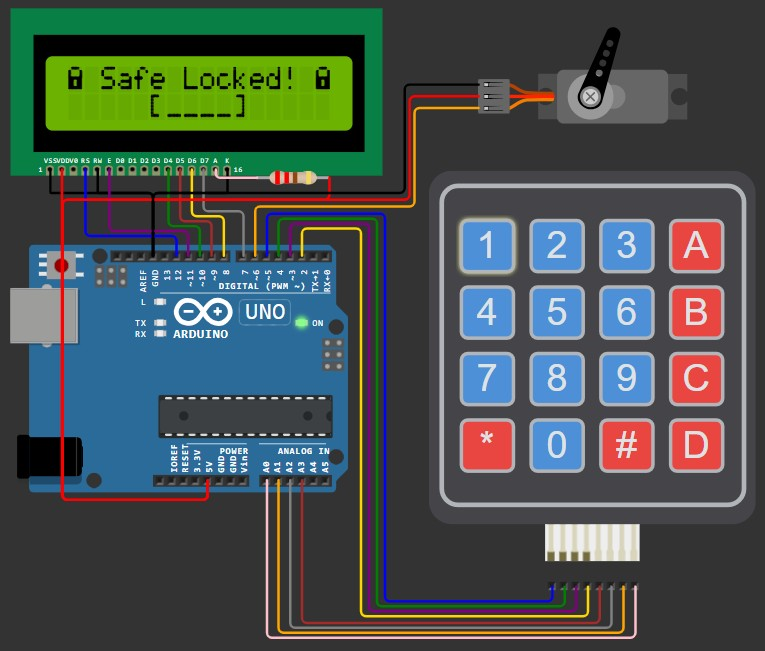 Safe Locked!
[____]
VSS VDD V0 RS RW E D0 D1 D2 D3 D4 D5 D6 D7 A K
1
16
AREF
GND
13
12
~11
~10
~9
8
7
~6
~5
4
~3
2
TX→1
RX←0
DIGITAL (PWM ~)
L
TX
RX
UNO
ON
ARDUINO
IOREF
RESET
3.3V
5V
GND
GND
Vin
POWER
ANALOG IN
A0
A1
A2
A3
A4
A5
1 2 3 A
4 5 6 B
7 8 9 C
* 0 # D